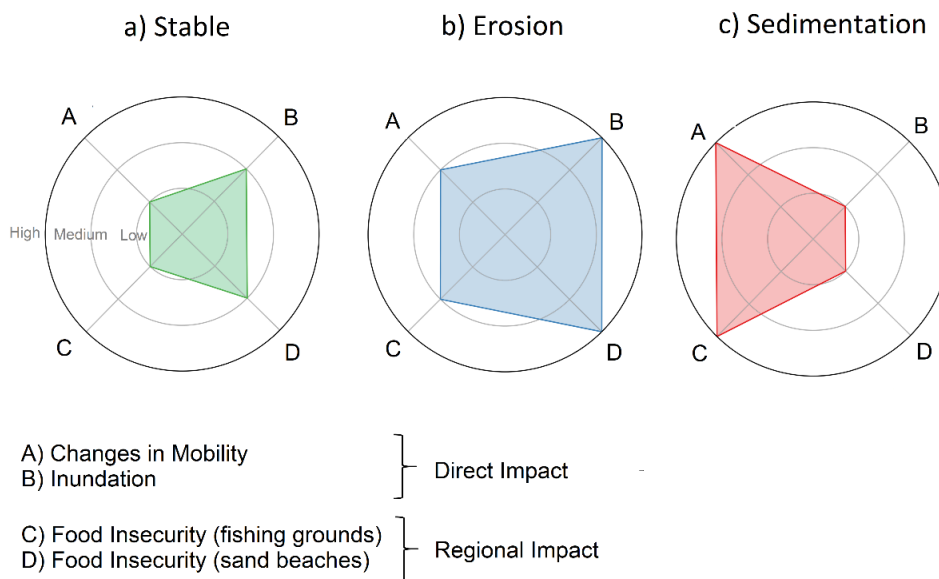 a) Stable
b) Erosion
c) Sedimentation
A
B
High
Medium
Low
C
D
A
B
C
D
A
B
C
D
A) Changes in Mobility
B) Inundation
Direct Impact
C) Food Insecurity (fishing grounds)
D) Food Insecurity (sand beaches)
Regional Impact